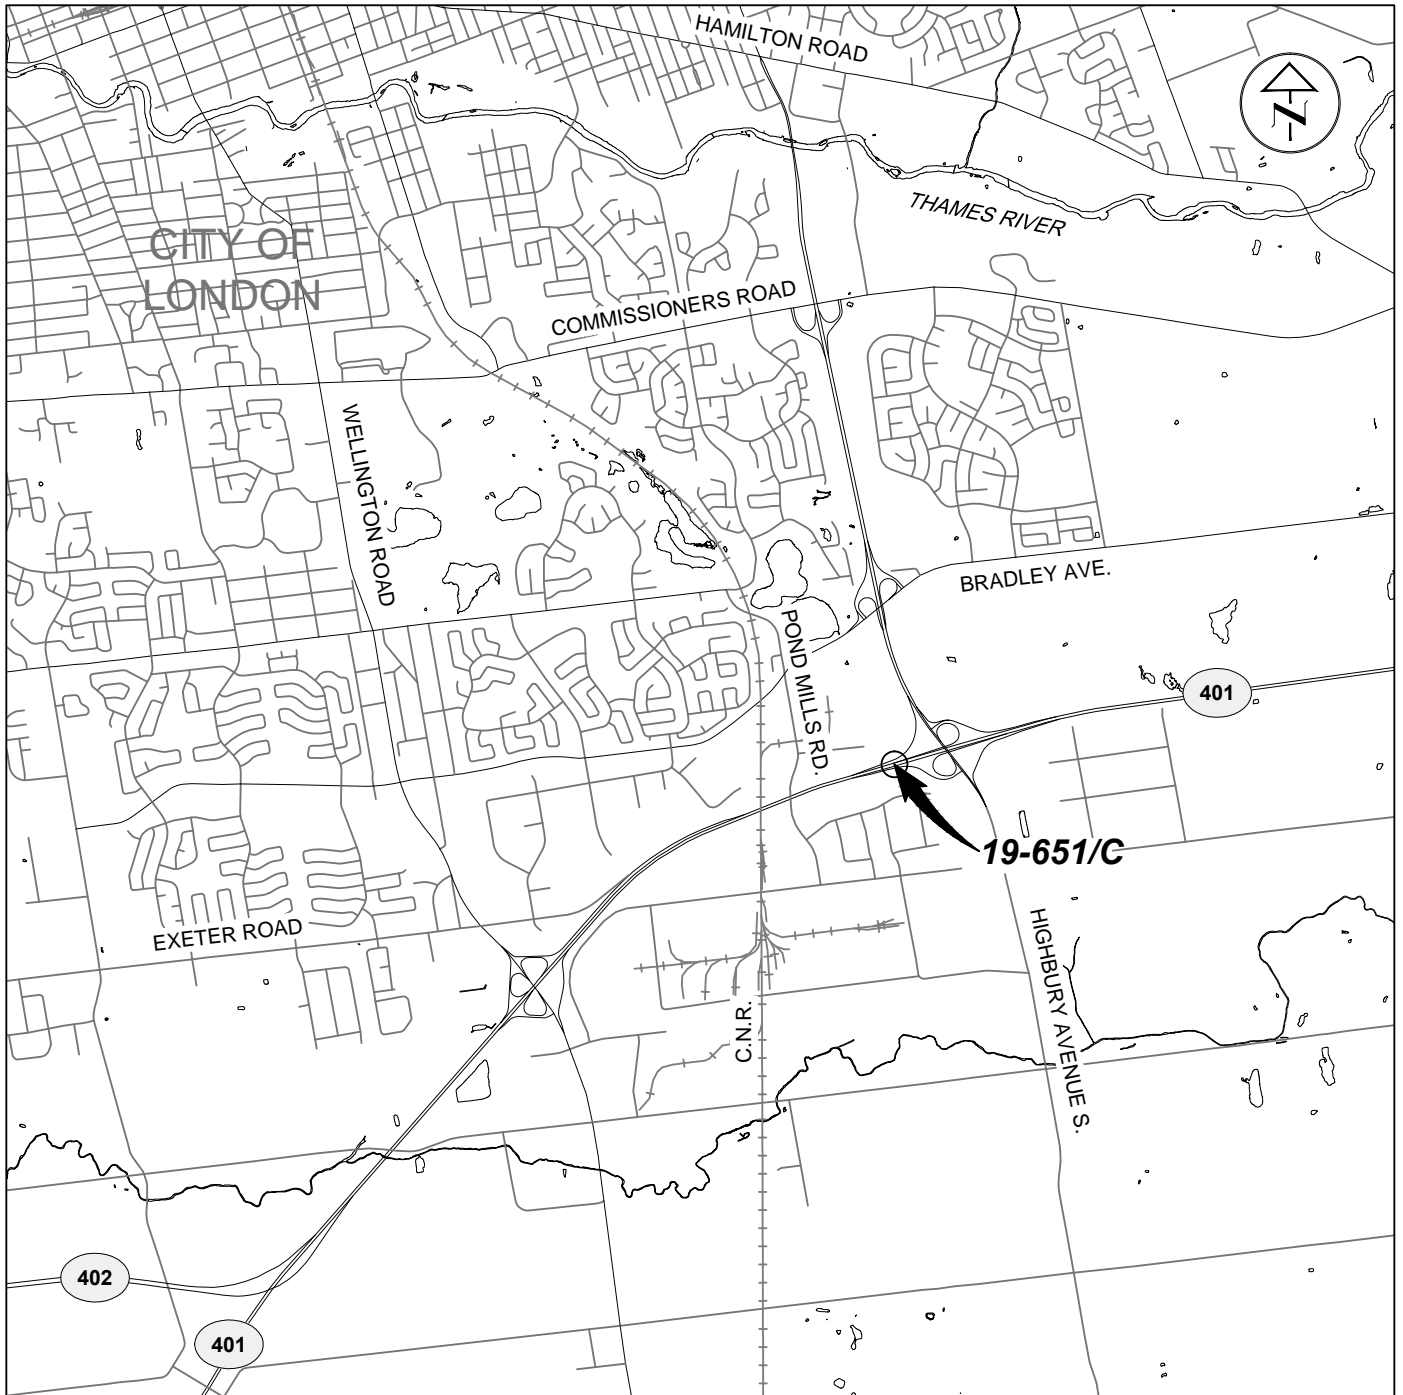 HAMILTON ROAD
N
THAMES RIVER
CITY OF
LONDON
COMMISSIONERS ROAD
WELLINGTON ROAD
BRADLEY AVE.
POND MILLS RD.
401
19-651/C
EXETER ROAD
HIGHBURY AVENUE S.
C.N.R.
402
401